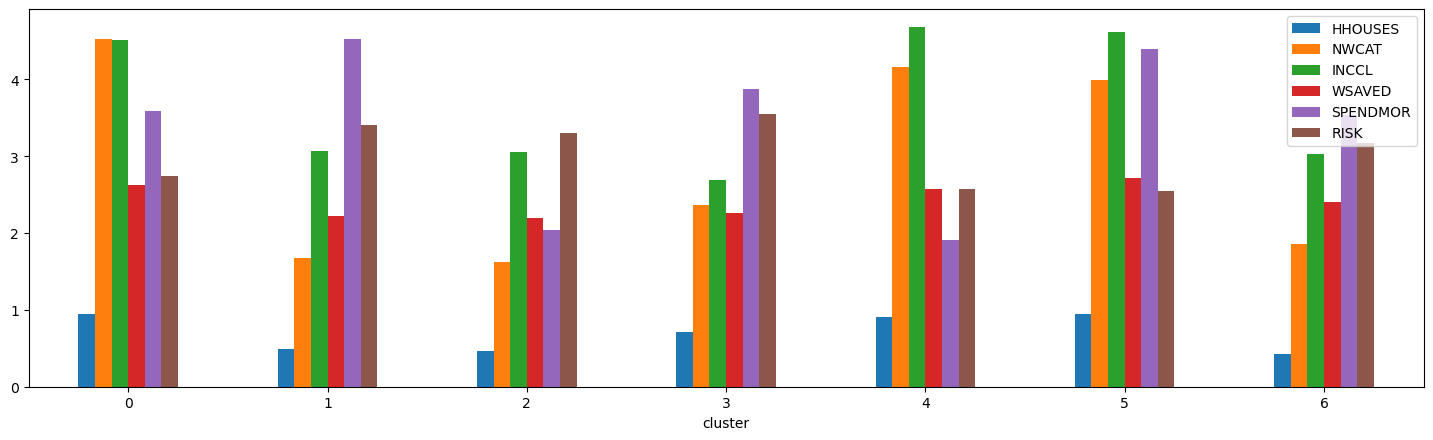 HHOUSES
NWCAT
INCCL
WSAVED
SPENDMOR
RISK
4
3
2
1
0
0 1 2 3 4 5 6
cluster